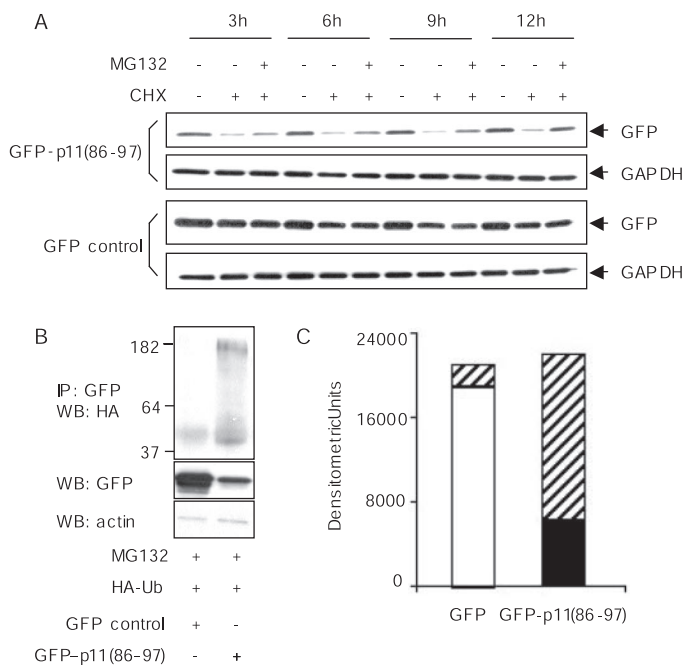 A
3h 6h 9h 12h
MG132 - - + - - + - - + - - +
CHX - + + - + + - + + - + +
GFP-p11(86-97)
GFP
GAPDH
GFP control
GFP
GAPDH
B
182
IP: GFP
WB: HA
64
37
WB: GFP
WB: actin
MG132 + +
HA-Ub + +
GFP control + -
GFP-p11(86-97) - +
C
DensitometricUnits
24000
16000
8000
0
GFP GFP-p11(86-97)